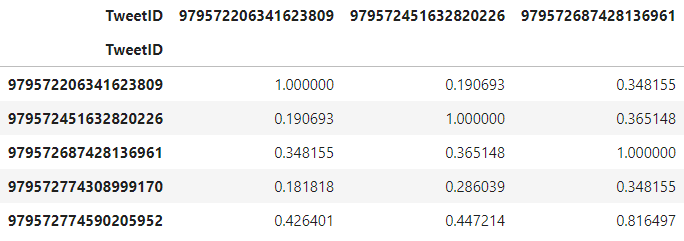 TweetID 979572206341623809 979572451632820226 979572687428136961
TweetID
979572206341623809 1.000000 0.190693 0.348155
979572451632820226 0.190693 1.000000 0.365148
979572687428136961 0.348155 0.365148 1.000000
979572774308999170 0.181818 0.286039 0.348155
979572774590205952 0.426401 0.447214 0.816497